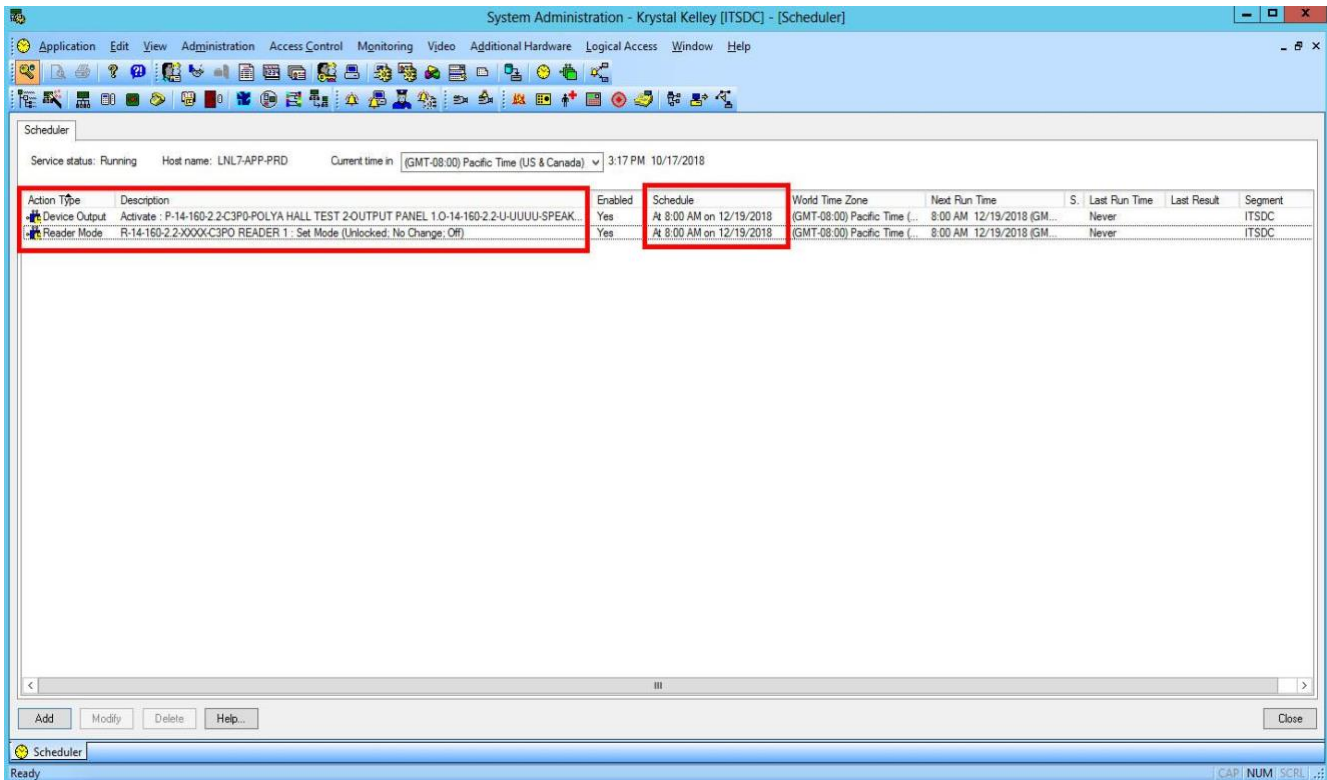 System Administration - Krystal Kelley [ITSDC] - [Scheduler]
Application Edit View Administration Access Control Monitoring Video Additional Hardware Logical Access Window Help
Scheduler
Service status: Running Host name: LNL7-APP-PRD Current time in (GMT-08:00) Pacific Time (US & Canada) 3:17 PM 10/17/2018
Action Type Description Enabled Schedule World Time Zone Next Run Time S. Last Run Time Last Result Segment
Device Output Activate : P-14-160-2.2-C3P0-POLYA HALL TEST 2-OUTPUT PANEL 1.O-14-160-2.2-U-UUUU-SPEAK... Yes At 8:00 AM on 12/19/2018 (GMT-08:00) Pacific Time (... 8:00 AM 12/19/2018 (GM... Never ITSDC
Reader Mode R-14-160-2.2-XXXX-C3PO READER 1 : Set Mode (Unlocked; No Change; Off) Yes At 8:00 AM on 12/19/2018 (GMT-08:00) Pacific Time (... 8:00 AM 12/19/2018 (GM... Never ITSDC
Add Modify Delete Help... Close
Scheduler
Ready CAP NUM SCRL